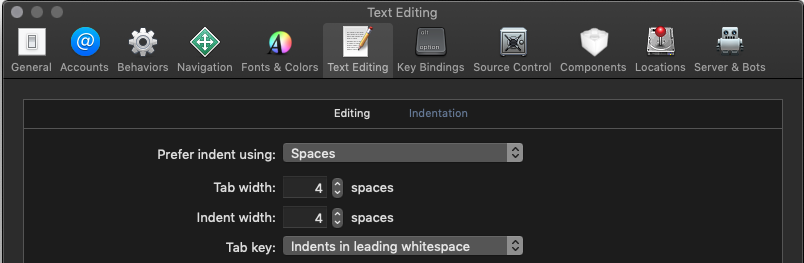 Text Editing
General Accounts Behaviors Navigation Fonts & Colors Text Editing Key Bindings Source Control Components Locations Server & Bots
alt
option
Editing Indentation
Prefer indent using: Spaces
Tab width: 4 spaces
Indent width: 4 spaces
Tab key: Indents in leading whitespace